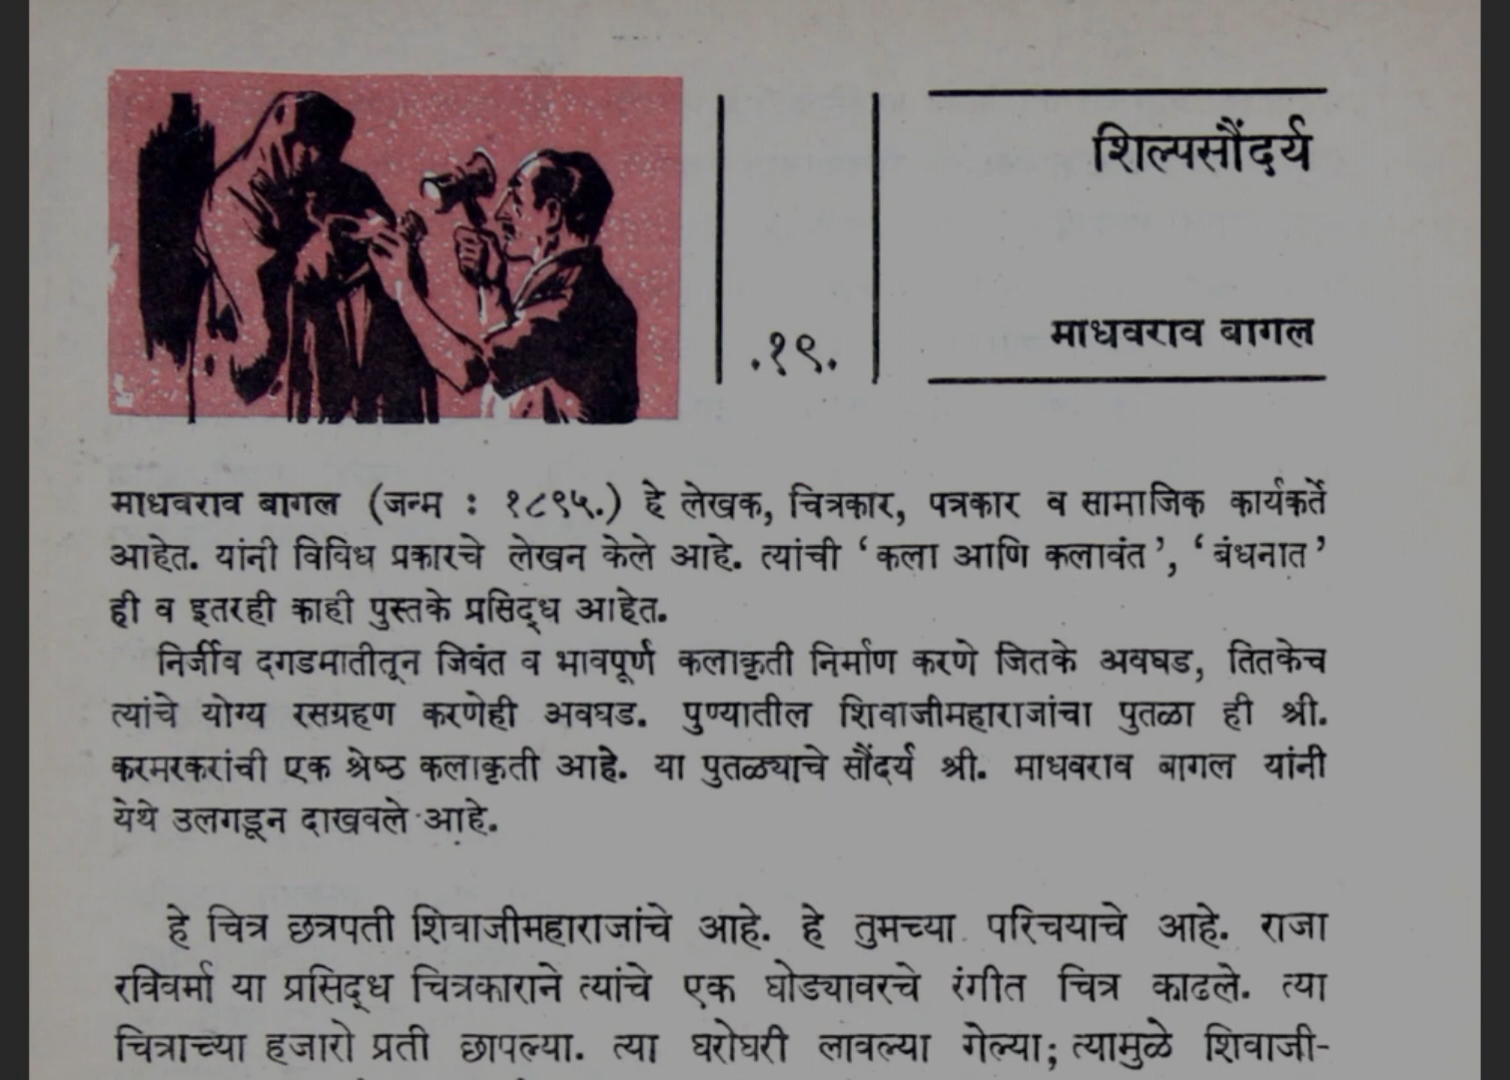 शिल्पसौंदर्य
.१९.
माधवराव बागल
माधवराव बागल (जन्म : १८९५.) हे लेखक, चित्रकार, पत्रकार व सामाजिक कार्यकर्ते
आहेत. यांनी विविध प्रकारचे लेखन केले आहे. त्यांची ‘कला आणि कलावंत’, ‘बंधनात’
ही व इतरही काही पुस्तके प्रसिद्ध आहेत.
निर्जीव दगडमातीतून जिवंत व भावपूर्ण कलाकृती निर्माण करणे जितके अवघड, तितकेच
त्यांचे योग्य रसग्रहण करणेही अवघड. पुण्यातील शिवाजीमहाराजांचा पुतळा ही श्री.
करमरकरांची एक श्रेष्ठ कलाकृती आहे. या पुतळ्याचे सौंदर्य श्री. माधवराव बागल यांनी
येथे उलगडून दाखवले आहे.
हे चित्र छत्रपती शिवाजीमहाराजांचे आहे. हे तुमच्या परिचयाचे आहे. राजा
रविवर्मा या प्रसिद्ध चित्रकाराने त्यांचे एक घोड्यावरचे रंगीत चित्र काढले. त्या
चित्राच्या हजारो प्रती छापल्या. त्या घरोघरी लावल्या गेल्या; त्यामुळे शिवाजी-